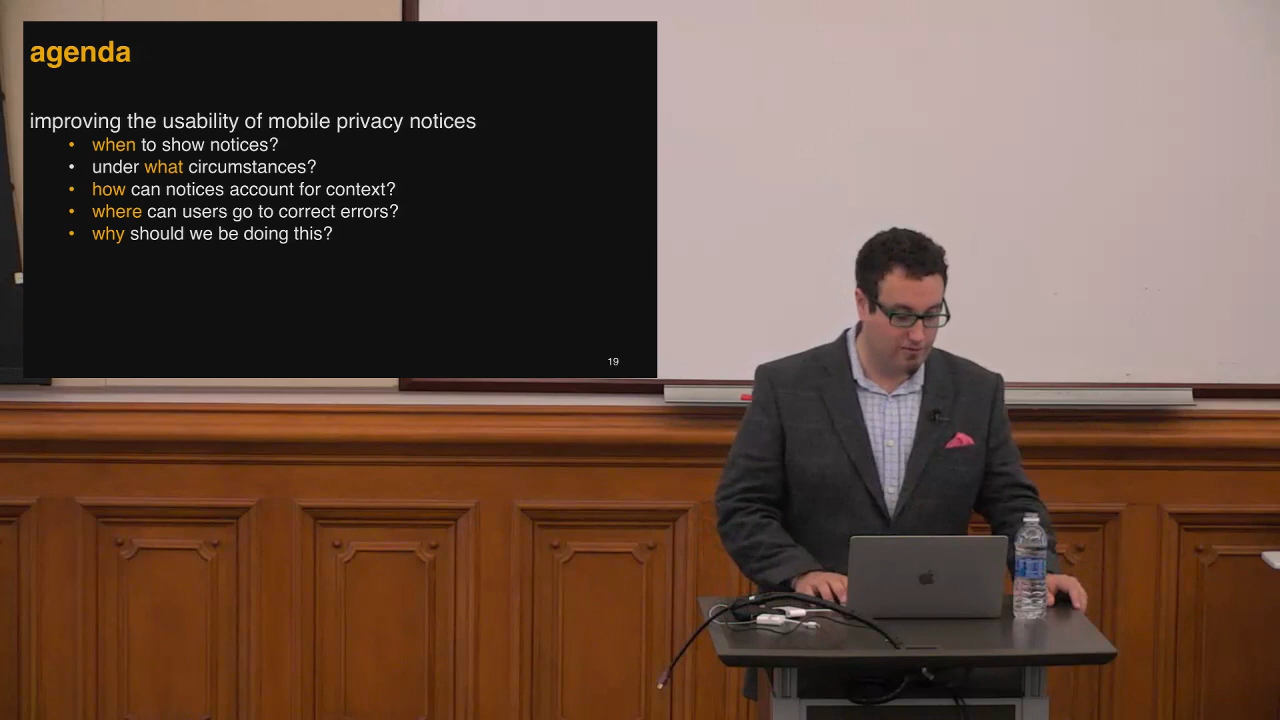 agenda
improving the usability of mobile privacy notices
• when to show notices?
• under what circumstances?
• how can notices account for context?
• where can users go to correct errors?
• why should we be doing this?
19